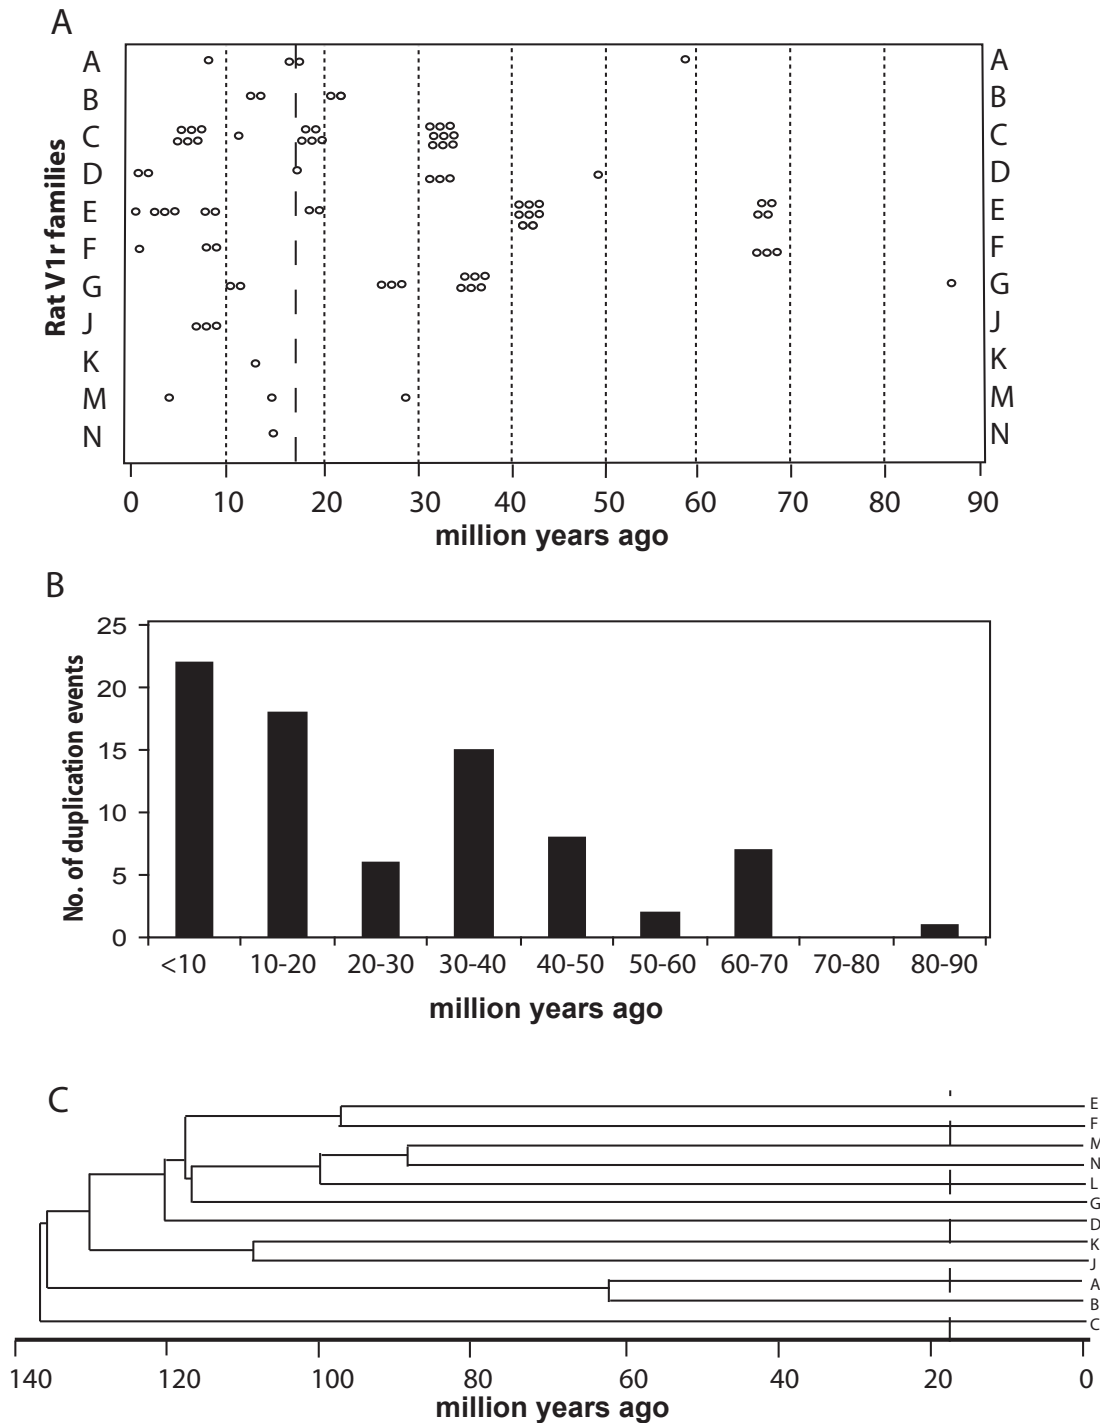 A
A A
B B
C C
D D
E E
F F
G G
J J
K K
M M
N N
Rat V1r families
0 10 20 30 40 50 60 70 80 90
million years ago
B
25
20
15
10
5
0
No. of duplication events
<10 10-20 20-30 30-40 40-50 50-60 60-70 70-80 80-90
million years ago
C
E
F
M
N
L
G
D
K
J
A
B
C
140 120 100 80 60 40 20 0
million years ago